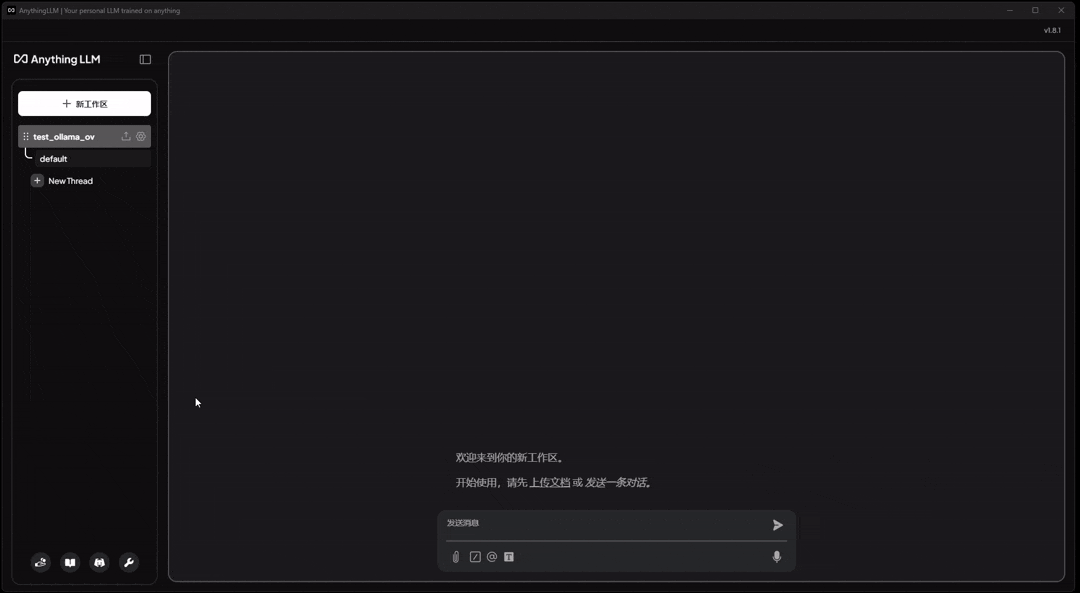 AnythingLLM | Your personal LLM trained on anything
v1.8.1
Anything LLM
新工作区
test_ollama_ov
default
New Thread
欢迎来到你的新工作区。
开始使用，请先 上传文档 或 发送一条对话。
发送消息